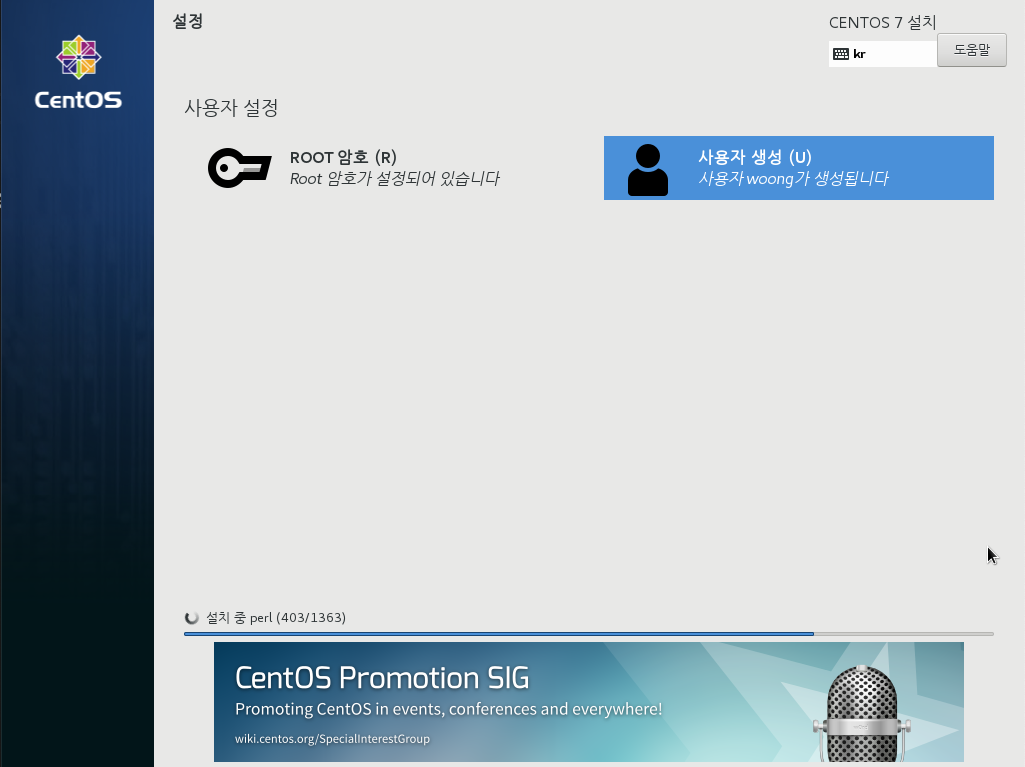 설정
CENTOS 7 설치
kr
도움말
CentOS
사용자 설정
ROOT 암호 (R)
Root 암호가 설정되어 있습니다
사용자 생성 (U)
사용자 woong가 생성됩니다
설치 중 perl (403/1363)
CentOS Promotion SIG
Promoting CentOS in events, conferences and everywhere!
wiki.centos.org/SpecialInterestGroup